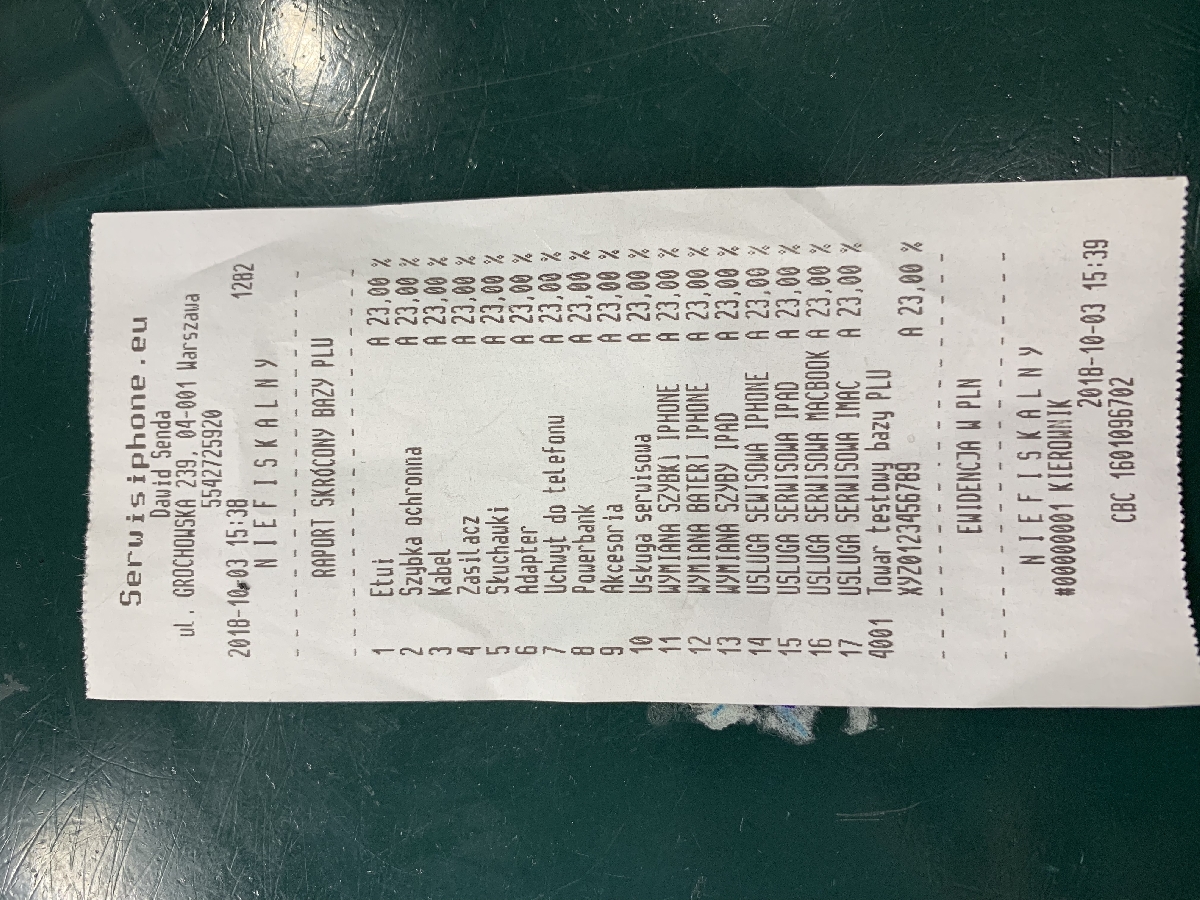 Serwisiphone.eu
Dawid Senda
ul. GROCHOWSKA 239, 04-001 Warszawa
5542725920
2018-10-03 15:38 1282
N I E F I S K A L N Y
- - - - - - - - - - - - - - - - - - - -
RAPORT SKRÓCONY BAZY PLU
- - - - - - - - - - - - - - - - - - - -
1 Etui A 23,00 %
2 Szybka ochronna A 23,00 %
3 Kabel A 23,00 %
4 Zasilacz A 23,00 %
5 Słuchawki A 23,00 %
6 Adapter A 23,00 %
7 Uchwyt do telefonu A 23,00 %
8 Powerbank A 23,00 %
9 Akcesoria A 23,00 %
10 Usługa serwisowa A 23,00 %
11 WYMIANA SZYBKI IPHONE A 23,00 %
12 WYMIANA BATERI IPHONE A 23,00 %
13 WYMIANA SZYBY IPAD A 23,00 %
14 USLUGA SEWISOWA IPHONE A 23,00 %
15 USLUGA SERWISOWA IPAD A 23,00 %
16 USLUGA SERWISOWA MACBOOK A 23,00 %
17 USLUGA SERWISOWA IMAC A 23,00 %
4001 Towar testowy bazy PLU
XYZ0123456789 A 23,00 %
- - - - - - - - - - - - - - - - - - - -
EWIDENCJA W PLN
- - - - - - - - - - - - - - - - - - - -
N I E F I S K A L N Y
#00000001 KIEROWNIK
2018-10-03 15:39
CBC 1601096702